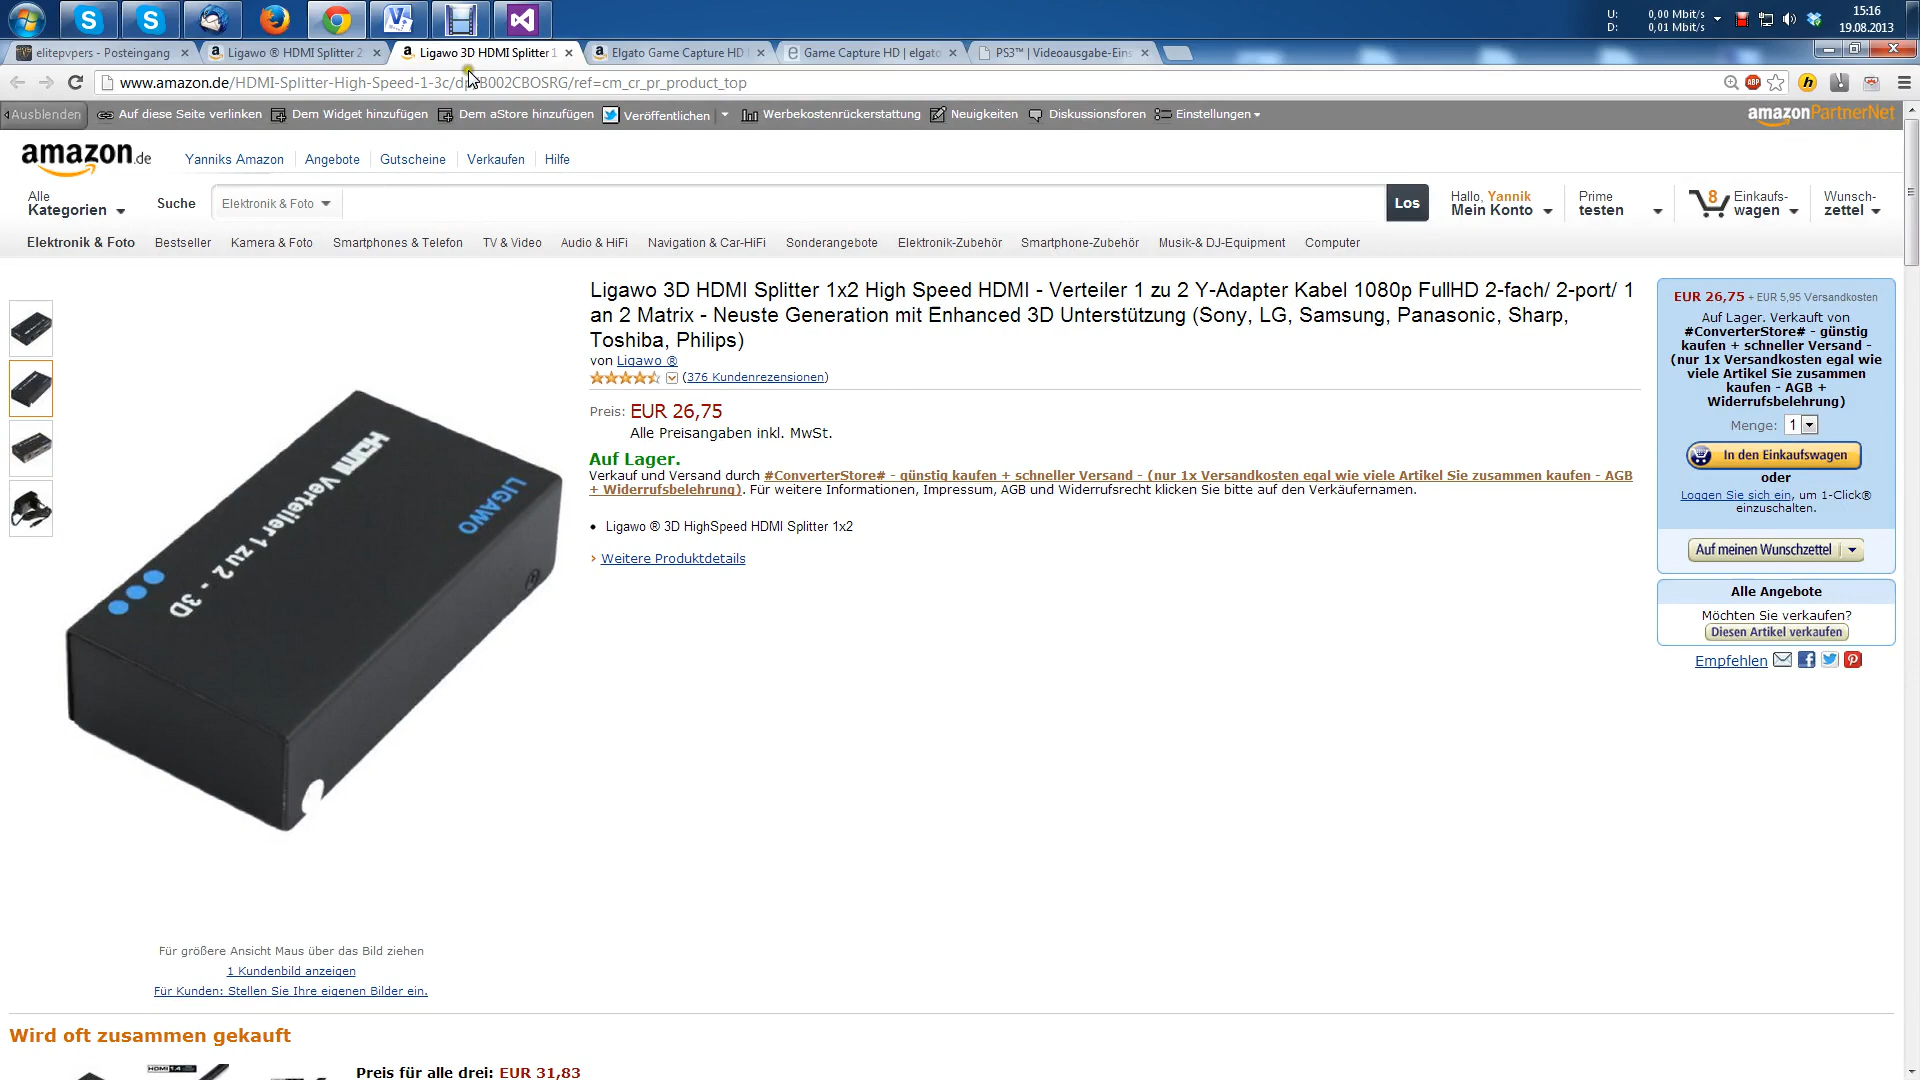 U: 0,00 Mbit/s
D: 0,01 Mbit/s
15:16
19.08.2013
elitepvpers - Posteingang
Ligawo ® HDMI Splitter 2
Ligawo 3D HDMI Splitter 1
Elgato Game Capture HD
Game Capture HD | elgato
PS3™ | Videoausgabe-Eins
www.amazon.de/HDMI-Splitter-High-Speed-1-3c/dp/B002CBOSRG/ref=cm_cr_pr_product_top
Ausblenden
Auf diese Seite verlinken
Dem Widget hinzufügen
Dem aStore hinzufügen
Veröffentlichen
Werbekostenrückerstattung
Neuigkeiten
Diskussionsforen
Einstellungen
amazonPartnerNet
amazon.de
Yanniks Amazon
Angebote
Gutscheine
Verkaufen
Hilfe
Alle
Kategorien
Suche
Elektronik & Foto
Los
Hallo, Yannik
Mein Konto
Prime
testen
8
Einkaufs-
wagen
Wunsch-
zettel
Elektronik & Foto
Bestseller
Kamera & Foto
Smartphones & Telefon
TV & Video
Audio & HiFi
Navigation & Car-HiFi
Sonderangebote
Elektronik-Zubehör
Smartphone-Zubehör
Musik-& DJ-Equipment
Computer
Ligawo 3D HDMI Splitter 1x2 High Speed HDMI - Verteiler 1 zu 2 Y-Adapter Kabel 1080p FullHD 2-fach/ 2-port/ 1
an 2 Matrix - Neuste Generation mit Enhanced 3D Unterstützung (Sony, LG, Samsung, Panasonic, Sharp,
Toshiba, Philips)
von Ligawo ®
(376 Kundenrezensionen)
Preis: EUR 26,75
Alle Preisangaben inkl. MwSt.
Auf Lager.
Verkauf und Versand durch #ConverterStore# - günstig kaufen + schneller Versand - (nur 1x Versandkosten egal wie viele Artikel Sie zusammen kaufen - AGB
+ Widerrufsbelehrung). Für weitere Informationen, Impressum, AGB und Widerrufsrecht klicken Sie bitte auf den Verkäufernamen.
• Ligawo ® 3D HighSpeed HDMI Splitter 1x2
› Weitere Produktdetails
EUR 26,75 + EUR 5,95 Versandkosten
Auf Lager. Verkauft von
#ConverterStore# - günstig
kaufen + schneller Versand -
(nur 1x Versandkosten egal wie
viele Artikel Sie zusammen
kaufen - AGB +
Widerrufsbelehrung)
Menge: 1
In den Einkaufswagen
oder
Loggen Sie sich ein, um 1-Click®
einzuschalten.
Auf meinen Wunschzettel
Alle Angebote
Möchten Sie verkaufen?
Diesen Artikel verkaufen
Empfehlen
HDMI Verteiler 1 zu 2 - 3D
LIGAWO
Für größere Ansicht Maus über das Bild ziehen
1 Kundenbild anzeigen
Für Kunden: Stellen Sie Ihre eigenen Bilder ein.
Wird oft zusammen gekauft
HDMI 1.4
Preis für alle drei: EUR 31,83